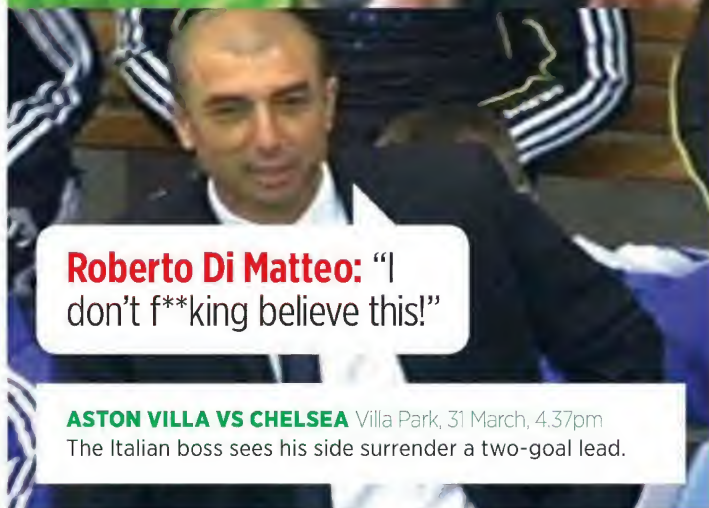 Roberto Di Matteo: “I
don’t f**king believe this!”
ASTON VILLA VS CHELSEA Villa Park, 31 March, 4.37pm
The Italian boss sees his side surrender a two-goal lead.